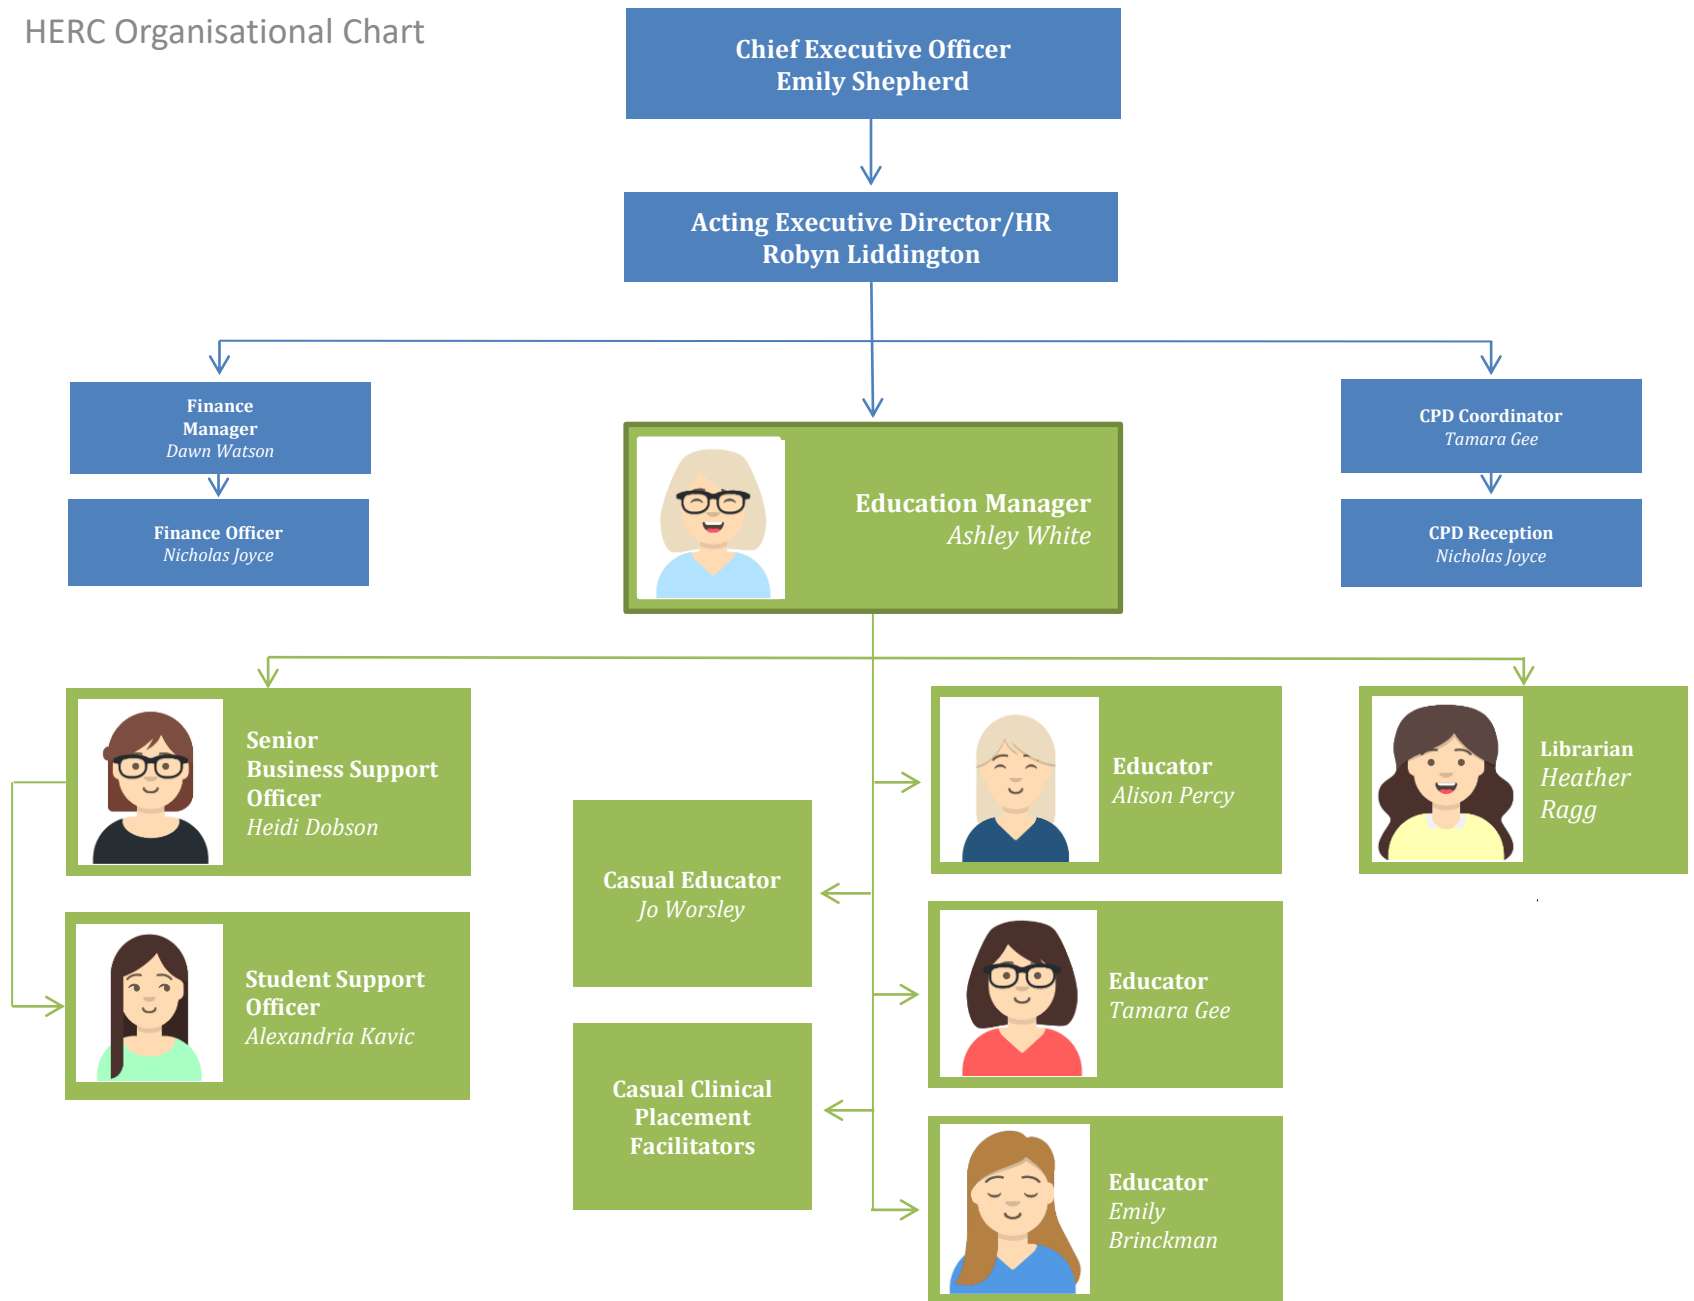 HERC Organisational Chart
Chief Executive Officer
Emily Shepherd
Acting Executive Director/HR
Robyn Liddington
Finance
Manager
Dawn Watson
Finance Officer
Nicholas Joyce
Education Manager
Ashley White
CPD Coordinator
Tamara Gee
CPD Reception
Nicholas Joyce
Senior
Business Support
Officer
Heidi Dobson
Student Support
Officer
Alexandria Kavic
Casual Educator
Jo Worsley
Casual Clinical
Placement
Facilitators
Educator
Alison Percy
Educator
Tamara Gee
Educator
Emily
Brinckman
Librarian
Heather
Ragg